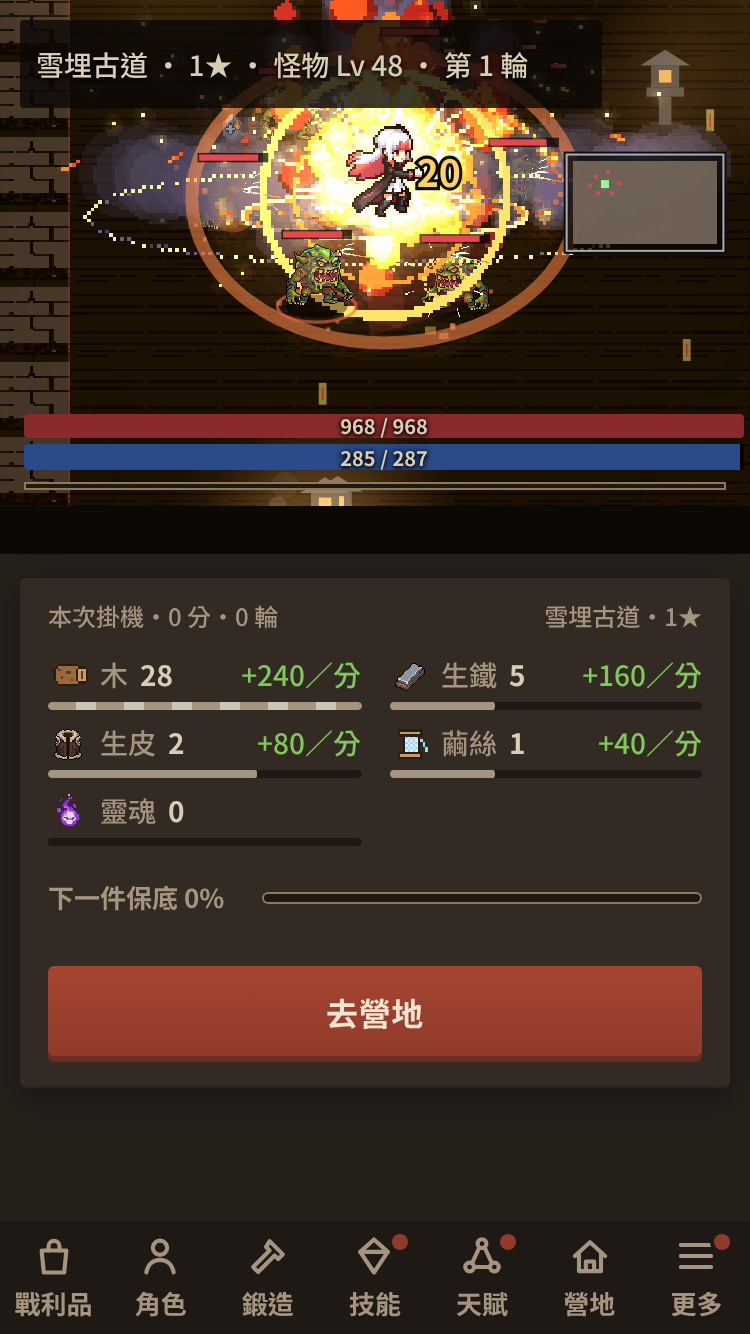 雪埋古道 · 1★ · 怪物 Lv 48 · 第 1 輪
20
968 / 968
285 / 287
本次掛機·0 分·0 輪
雪埋古道·1★
木 28 +240／分
生鐵 5 +160／分
生皮 2 +80／分
繭絲 1 +40／分
靈魂 0
下一件保底 0%
去營地
戰利品 角色 鍛造 技能 天賦 營地 更多